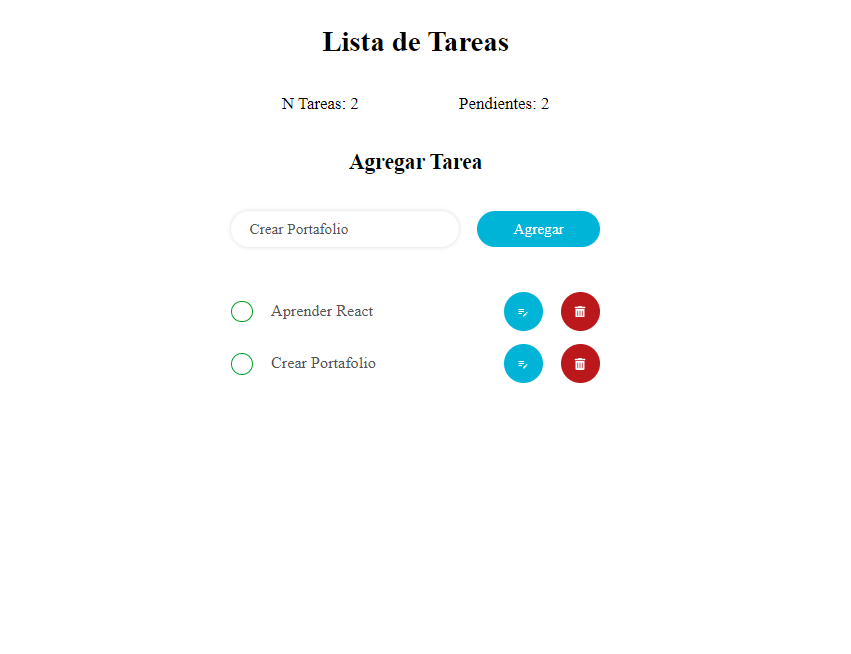 Lista de Tareas
N Tareas: 2 Pendientes: 2
Agregar Tarea
Crear Portafolio Agregar
Aprender React
Crear Portafolio